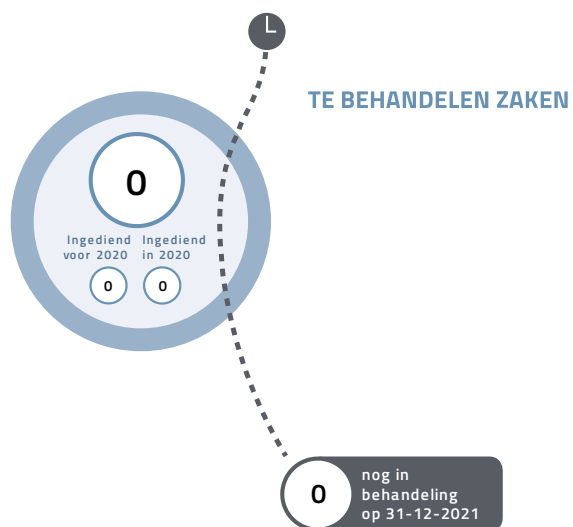 TE BEHANDELEN ZAKEN
0
Ingediend voor 2020
Ingediend in 2020
0 0
0
nog in
behandeling
op 31-12-2021